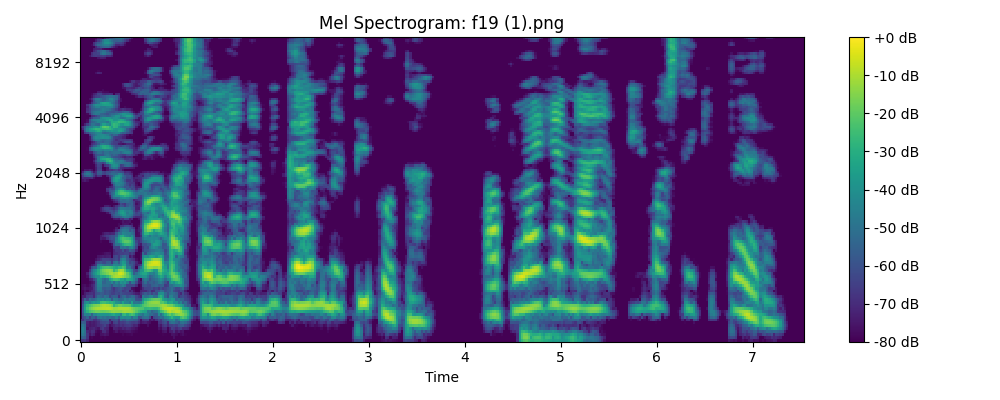 Mel Spectrogram: f19 (1).png
+0 dB
8192
-10 dB
4096
-20 dB
-30 dB
2048
Hz
-40 dB
1024
-50 dB
512
-60 dB
-70 dB
0
-80 dB
0 1 2 3 4 5 6 7
Time